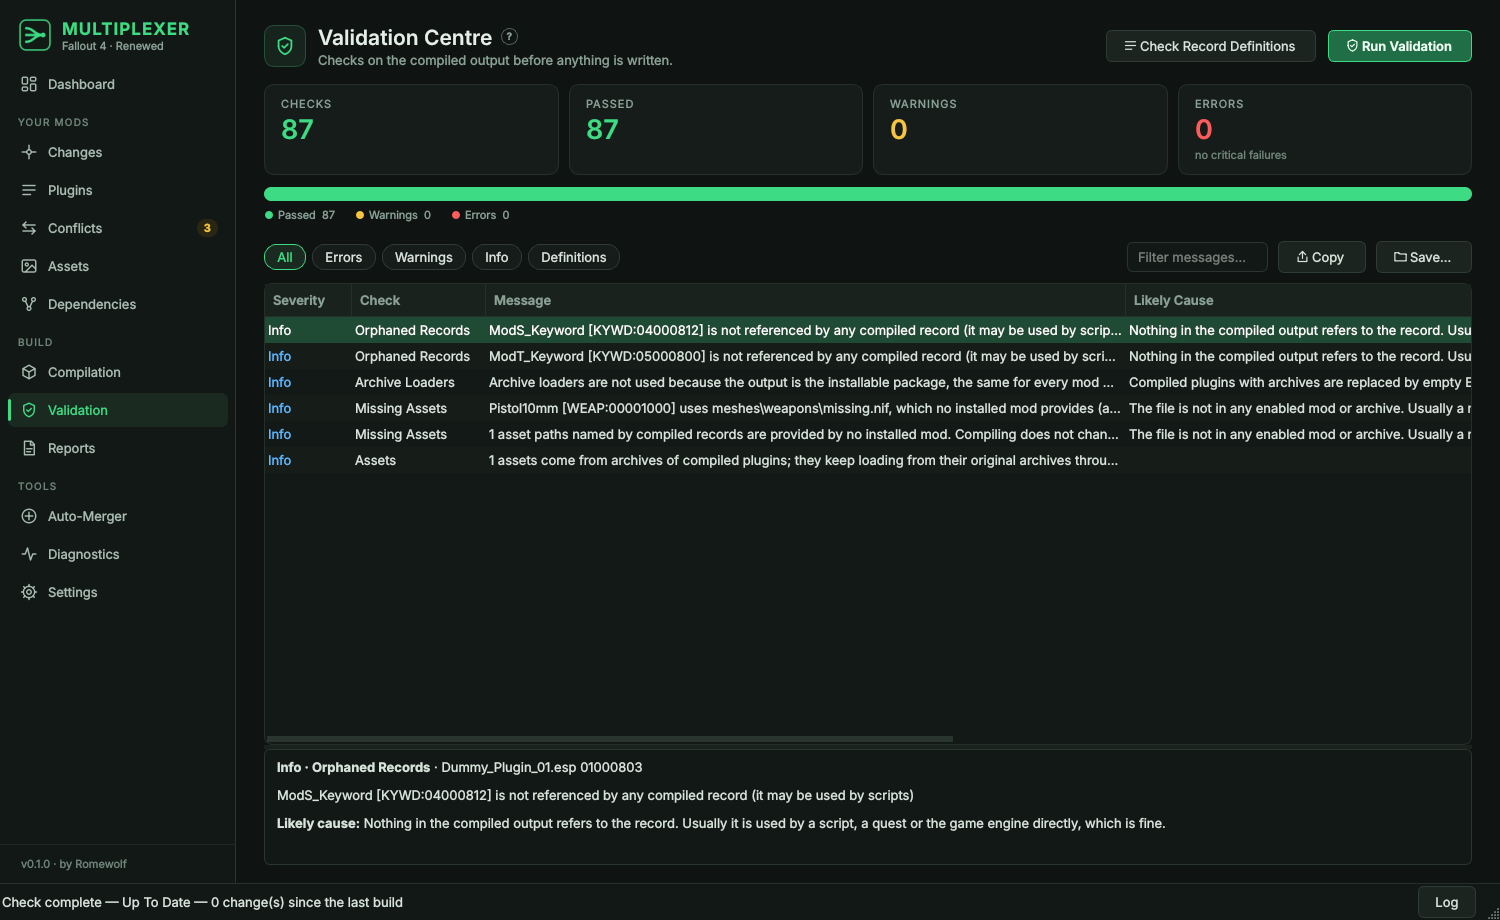 MULTIPLEXER
Fallout 4 · Renewed
Dashboard
YOUR MODS
Changes
Plugins
Conflicts 3
Assets
Dependencies
BUILD
Compilation
Validation
Reports
TOOLS
Auto-Merger
Diagnostics
Settings
v0.1.0 · by Romewolf
Validation Centre ?
Checks on the compiled output before anything is written.
Check Record Definitions
Run Validation
CHECKS
87
PASSED
87
WARNINGS
0
ERRORS
0
no critical failures
Passed 87 Warnings 0 Errors 0
All Errors Warnings Info Definitions
Filter messages... Copy Save...
Severity Check Message Likely Cause
Info Orphaned Records ModS_Keyword [KYWD:04000812] is not referenced by any compiled record (it may be used by scrip... Nothing in the compiled output refers to the record. Usu
Info Orphaned Records ModT_Keyword [KYWD:05000800] is not referenced by any compiled record (it may be used by scri... Nothing in the compiled output refers to the record. Usu
Info Archive Loaders Archive loaders are not used because the output is the installable package, the same for every mod ... Compiled plugins with archives are replaced by empty E
Info Missing Assets Pistol10mm [WEAP:00001000] uses meshes\weapons\missing.nif, which no installed mod provides (a... The file is not in any enabled mod or archive. Usually a r
Info Missing Assets 1 asset paths named by compiled records are provided by no installed mod. Compiling does not chan... The file is not in any enabled mod or archive. Usually a r
Info Assets 1 assets come from archives of compiled plugins; they keep loading from their original archives throu...
Info · Orphaned Records · Dummy_Plugin_01.esp 01000803
ModS_Keyword [KYWD:04000812] is not referenced by any compiled record (it may be used by scripts)
Likely cause: Nothing in the compiled output refers to the record. Usually it is used by a script, a quest or the game engine directly, which is fine.
Check complete — Up To Date — 0 change(s) since the last build
Log